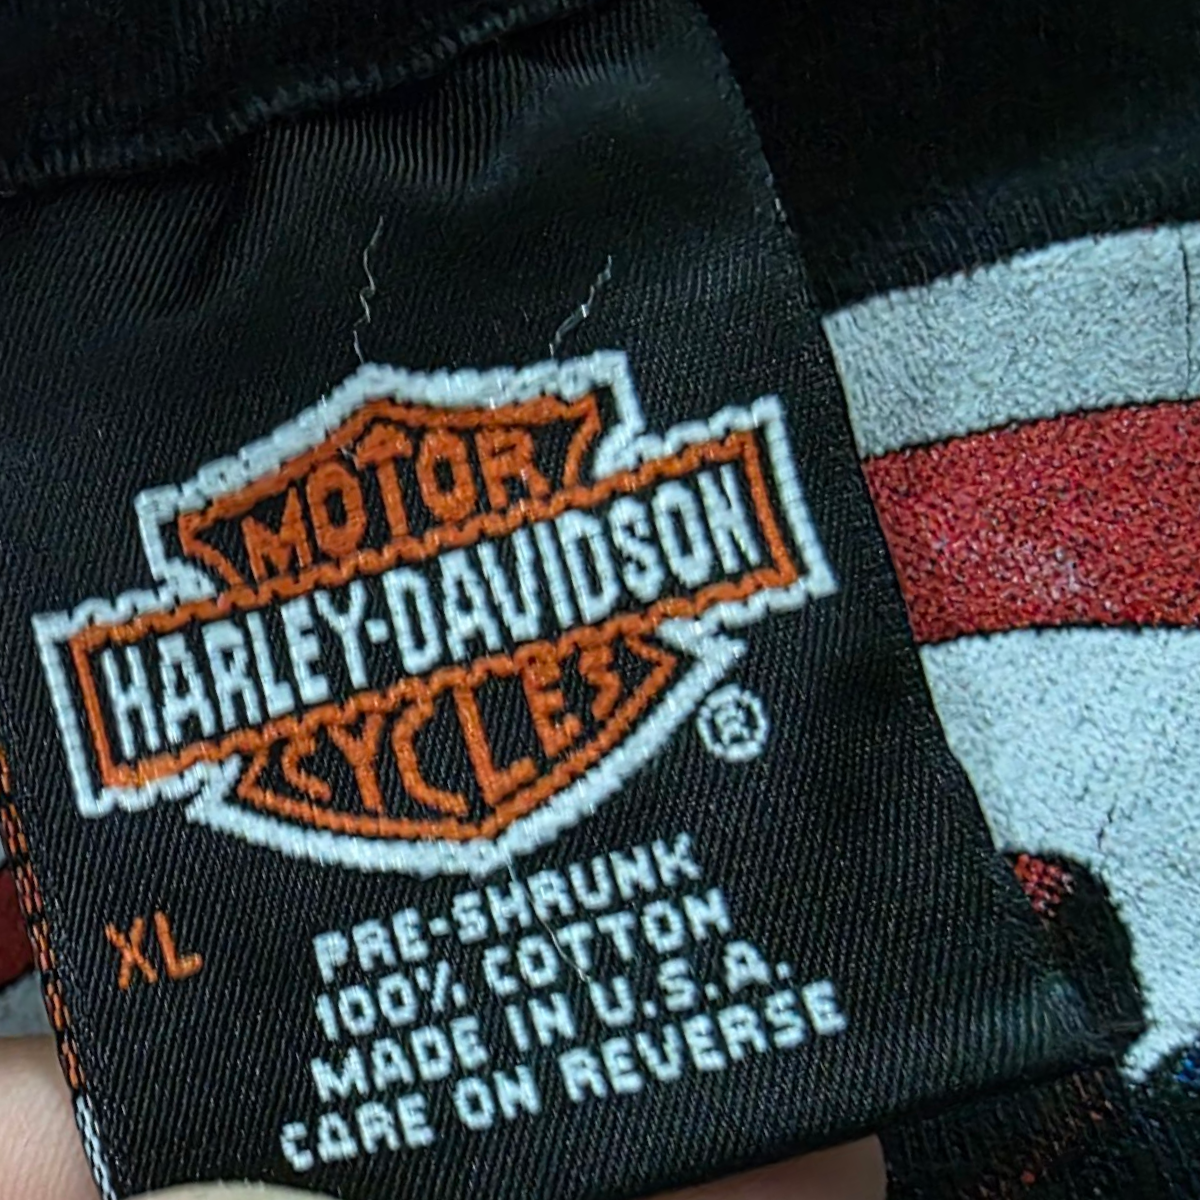 MOTOR
HARLEY-DAVIDSON
CYCLES
®
XL
PRE-SHRUNK
100% COTTON
MADE IN U.S.A.
CARE ON REVERSE